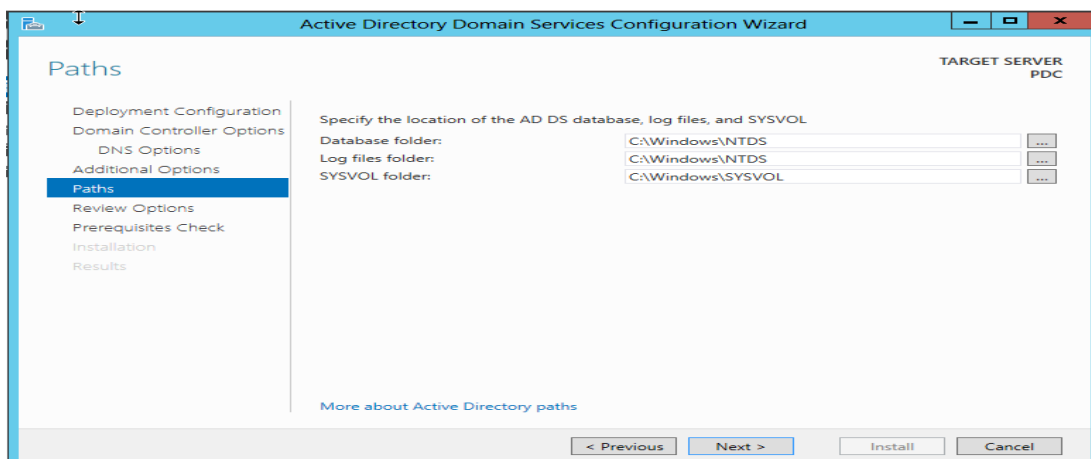 Active Directory Domain Services Configuration Wizard
Paths
TARGET SERVER
PDC
Deployment Configuration
Domain Controller Options
DNS Options
Additional Options
Paths
Review Options
Prerequisites Check
Installation
Results
Specify the location of the AD DS database, log files, and SYSVOL
Database folder: C:\Windows\NTDS ...
Log files folder: C:\Windows\NTDS ...
SYSVOL folder: C:\Windows\SYSVOL ...
More about Active Directory paths
< Previous Next > Install Cancel